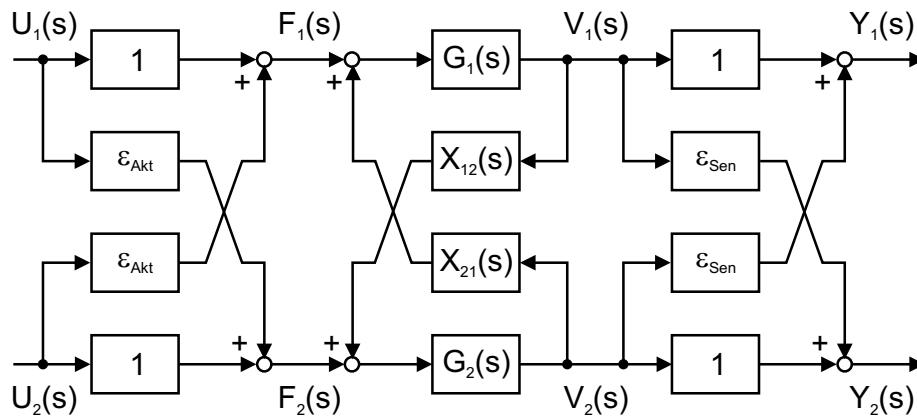 U1(s) F1(s) V1(s) Y1(s)
1 G1(s) 1
+ + +
εAkt X12(s) εSen
εAkt X21(s) εSen
+ + +
1 G2(s) 1
U2(s) F2(s) V2(s) Y2(s)